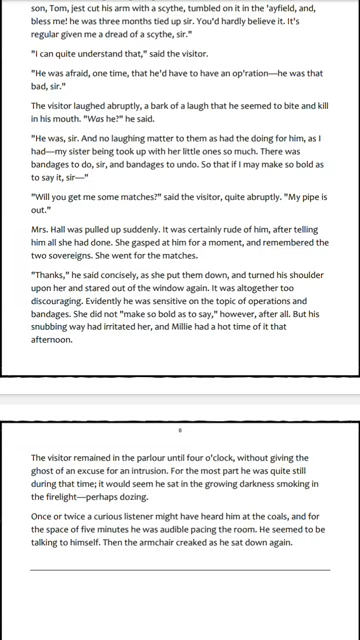 son, Tom, jest cut his arm with a scythe, tumbled on it in the 'ayfield, and,
bless me! he was three months tied up sir. You'd hardly believe it. It's
regular given me a dread of a scythe, sir."
"I can quite understand that," said the visitor.
"He was afraid, one time, that he'd have to have an op'ration—he was that
bad, sir."
The visitor laughed abruptly, a bark of a laugh that he seemed to bite and kill
in his mouth. "Was he?" he said.
"He was, sir. And no laughing matter to them as had the doing for him, as I
had—my sister being took up with her little ones so much. There was
bandages to do, sir, and bandages to undo. So that if I may make so bold as
to say it, sir—"
"Will you get me some matches?" said the visitor, quite abruptly. "My pipe is
out."
Mrs. Hall was pulled up suddenly. It was certainly rude of him, after telling
him all she had done. She gasped at him for a moment, and remembered the
two sovereigns. She went for the matches.
"Thanks," he said concisely, as she put them down, and turned his shoulder
upon her and stared out of the window again. It was altogether too
discouraging. Evidently he was sensitive on the topic of operations and
bandages. She did not "make so bold as to say," however, after all. But his
snubbing way had irritated her, and Millie had a hot time of it that
afternoon.
The visitor remained in the parlour until four o'clock, without giving the
ghost of an excuse for an intrusion. For the most part he was quite still
during that time; it would seem he sat in the growing darkness smoking in
the firelight—perhaps dozing.
Once or twice a curious listener might have heard him at the coals, and for
the space of five minutes he was audible pacing the room. He seemed to be
talking to himself. Then the armchair creaked as he sat down again.